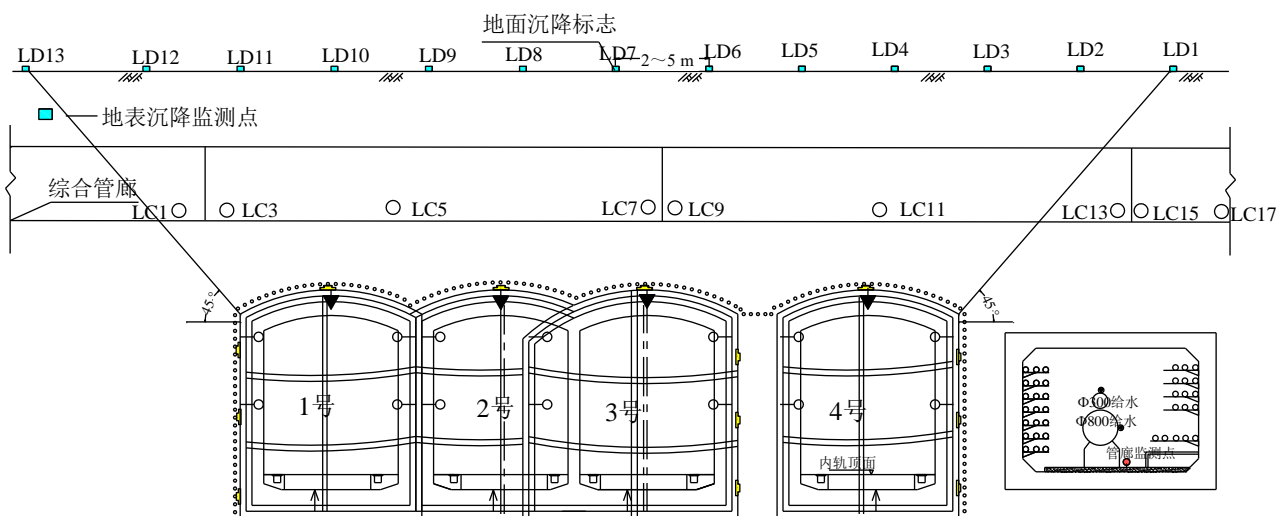 地面沉降标志
LD13 LD12 LD11 LD10 LD9 LD8 LD7 LD6 LD5 LD4 LD3 LD2 LD1
2～5 m
地表沉降监测点
综合管廊
LC1 LC3 LC5 LC7 LC9 LC11 LC13 LC15 LC17
45° 45°
1号 2号 3号 4号
内轨顶面
Φ300给水
Φ800给水
管廊监测点